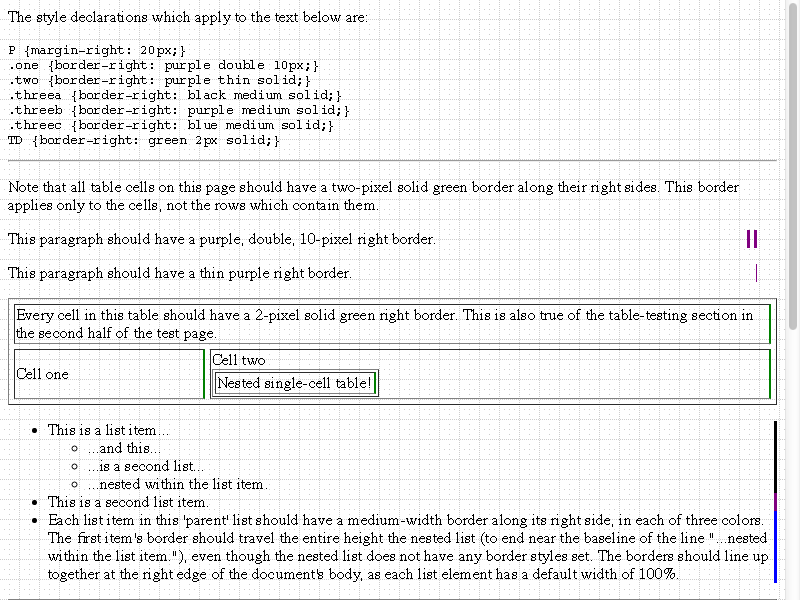 The style declarations which apply to the text below are:
P {margin-right: 20px;}
.one {border-right: purple double 10px;}
.two {border-right: purple thin solid;}
.threea {border-right: black medium solid;}
.threeb {border-right: purple medium solid;}
.threec {border-right: blue medium solid;}
TD {border-right: green 2px solid;}
Note that all table cells on this page should have a two-pixel solid green border along their right sides. This border
applies only to the cells, not the rows which contain them.
This paragraph should have a purple, double, 10-pixel right border.
This paragraph should have a thin purple right border.
Every cell in this table should have a 2-pixel solid green right border. This is also true of the table-testing section in
the second half of the test page.
Cell one
Cell two
Nested single-cell table!
This is a list item...
...and this...
...is a second list...
...nested within the list item.
This is a second list item.
Each list item in this 'parent' list should have a medium-width border along its right side, in each of three colors.
The first item's border should travel the entire height the nested list (to end near the baseline of the line "...nested
within the list item."), even though the nested list does not have any border styles set. The borders should line up
together at the right edge of the document's body, as each list element has a default width of 100%.